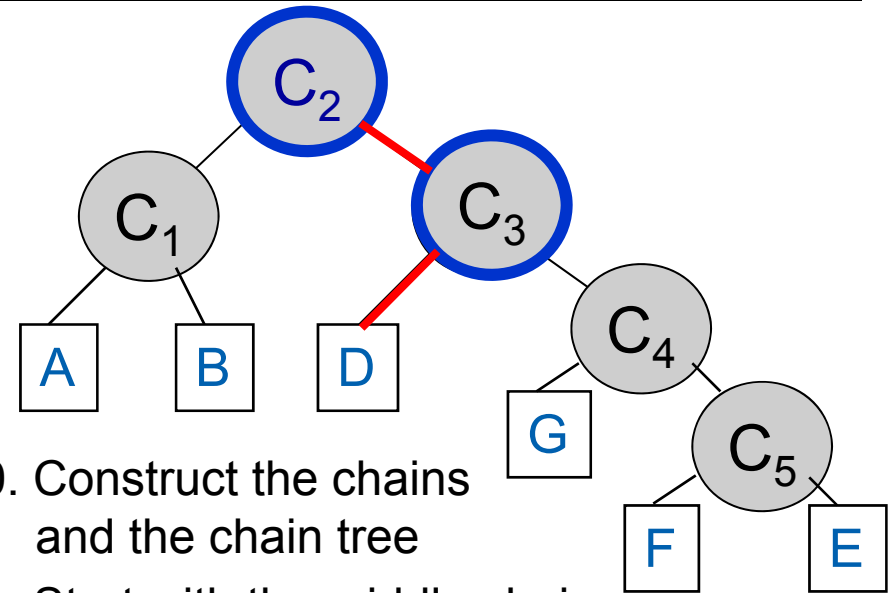 C2
C3
C1
C4
A B D
G
C5
. Construct the chains
and the chain tree
F E